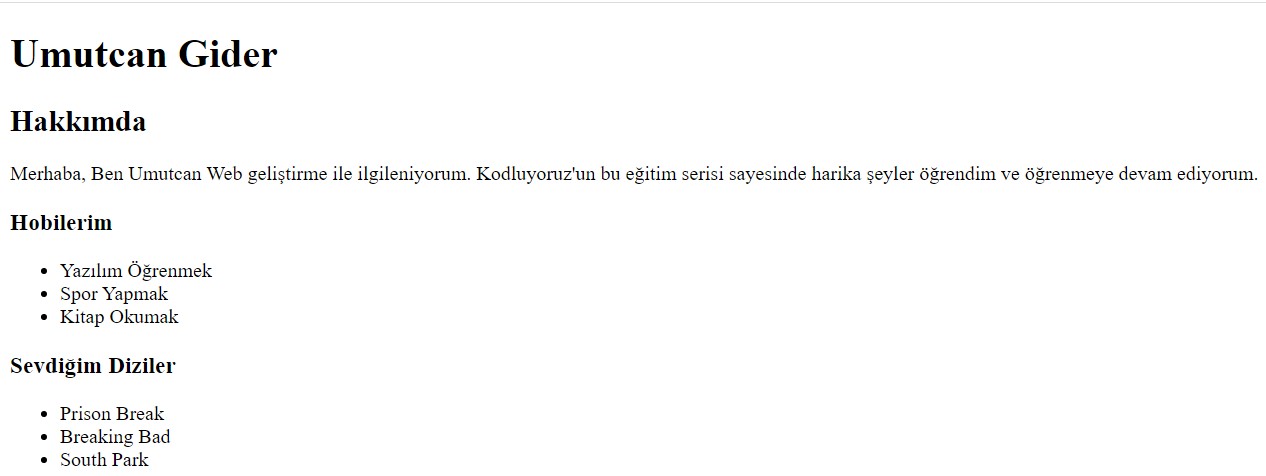 Umutcan Gider
Hakkımda
Merhaba, Ben Umutcan Web geliştirme ile ilgileniyorum. Kodluyoruz'un bu eğitim serisi sayesinde harika şeyler öğrendim ve öğrenmeye devam ediyorum.
Hobilerim
Yazılım Öğrenmek
Spor Yapmak
Kitap Okumak
Sevdiğim Diziler
Prison Break
Breaking Bad
South Park